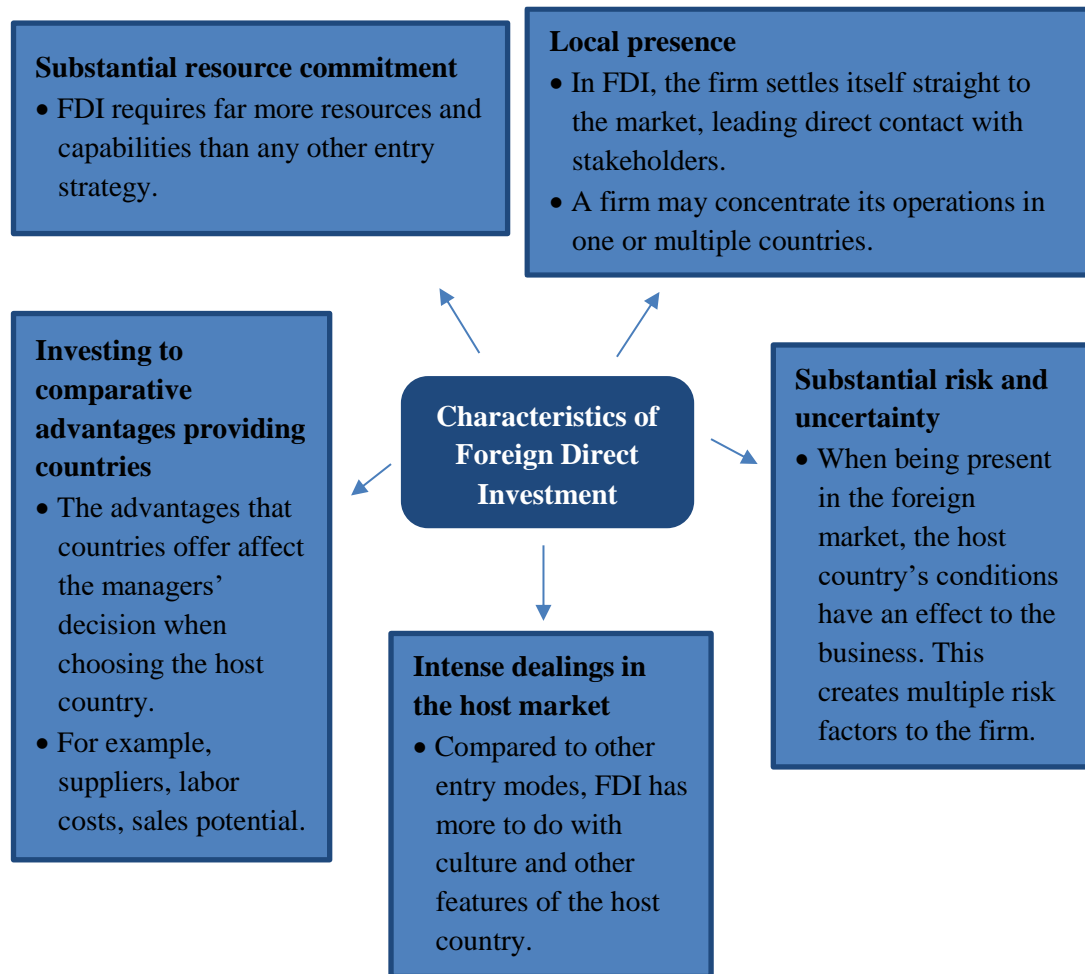 Substantial resource commitment
• FDI requires far more resources and
capabilities than any other entry
strategy.
Local presence
• In FDI, the firm settles itself straight to
the market, leading direct contact with
stakeholders.
• A firm may concentrate its operations in
one or multiple countries.
Investing to
comparative
advantages providing
countries
• The advantages that
countries offer affect
the managers’
decision when
choosing the host
country.
• For example,
suppliers, labor
costs, sales potential.
Characteristics of
Foreign Direct
Investment
Substantial risk and
uncertainty
• When being present
in the foreign
market, the host
country’s conditions
have an effect to the
business. This
creates multiple risk
factors to the firm.
Intense dealings in
the host market
• Compared to other
entry modes, FDI has
more to do with
culture and other
features of the host
country.